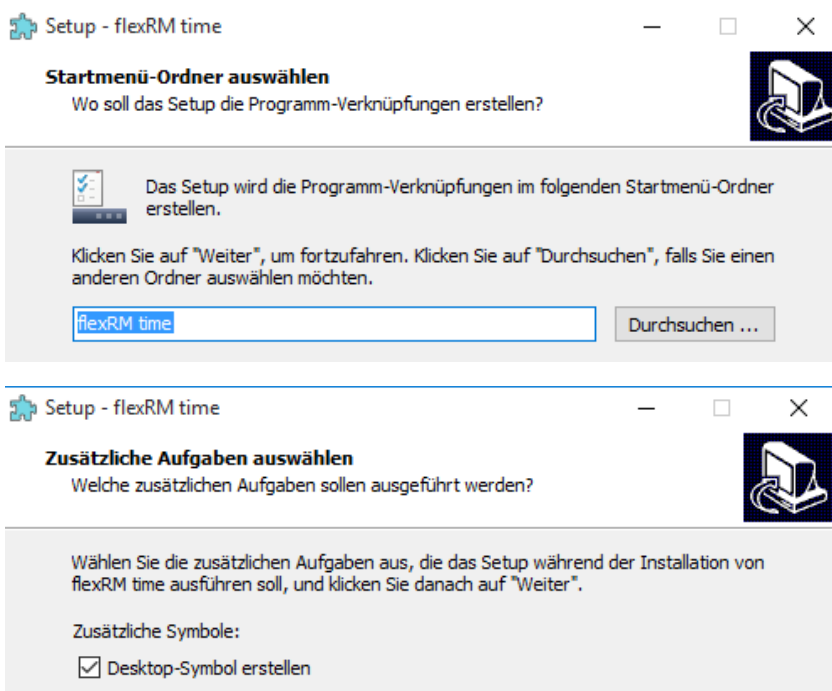 Setup - flexRM time
Startmenü-Ordner auswählen
Wo soll das Setup die Programm-Verknüpfungen erstellen?
Das Setup wird die Programm-Verknüpfungen im folgenden Startmenü-Ordner
erstellen.
Klicken Sie auf "Weiter", um fortzufahren. Klicken Sie auf "Durchsuchen", falls Sie einen
anderen Ordner auswählen möchten.
flexRM time
Durchsuchen ...
Setup - flexRM time
Zusätzliche Aufgaben auswählen
Welche zusätzlichen Aufgaben sollen ausgeführt werden?
Wählen Sie die zusätzlichen Aufgaben aus, die das Setup während der Installation von
flexRM time ausführen soll, und klicken Sie danach auf "Weiter".
Zusätzliche Symbole:
Desktop-Symbol erstellen